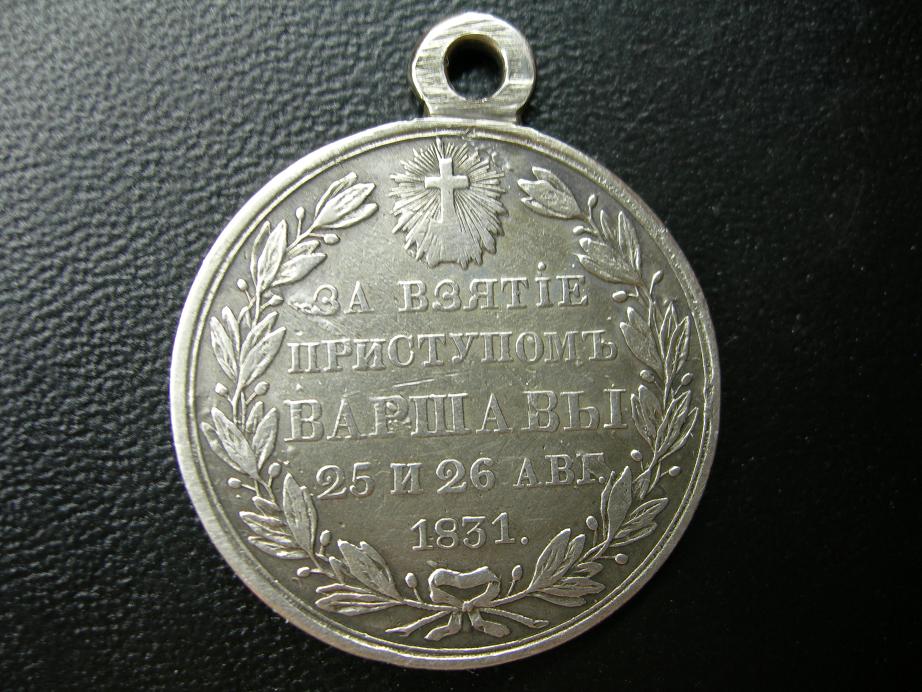 ЗА ВЗЯТІЕ
ПРИСТУПОМЪ
ВАРШАВЫ
25 И 26 АВГ.
1831.